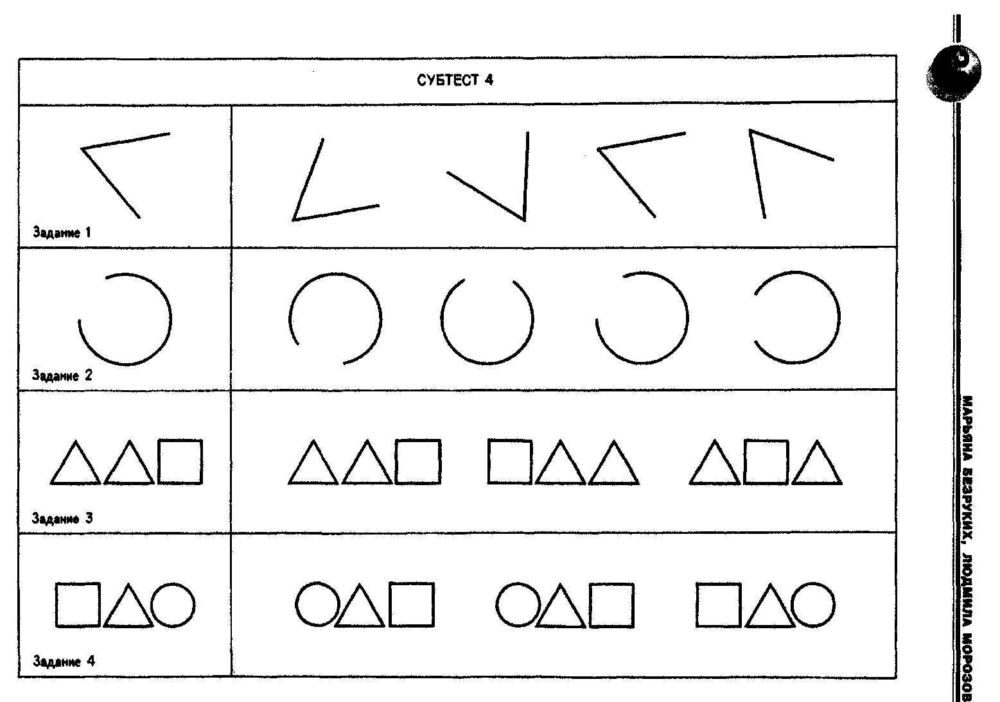 СУБТЕСТ 4
Задание 1
Задание 2
Задание 3
Задание 4
МАРЬЯНА БЕЗРУКИХ, ЛЮДМИЛА МОРОЗОВ